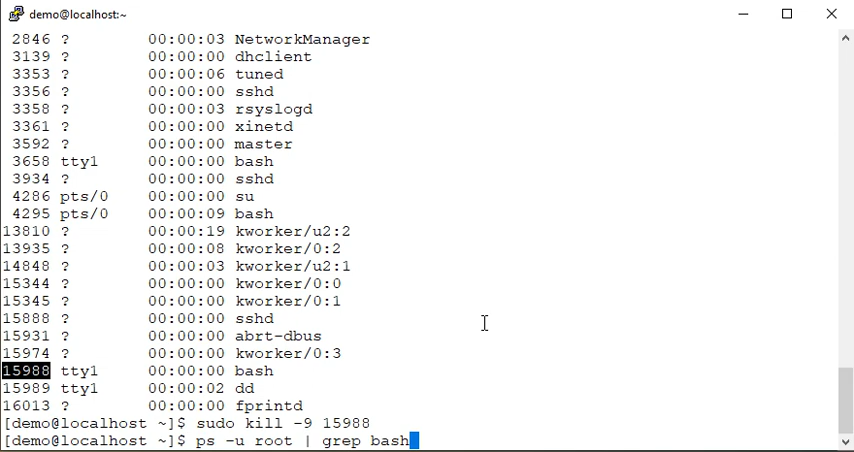 demo@localhost:~
2846 ? 00:00:03 NetworkManager
3139 ? 00:00:00 dhclient
3353 ? 00:00:06 tuned
3356 ? 00:00:00 sshd
3358 ? 00:00:03 rsyslogd
3361 ? 00:00:00 xinetd
3592 ? 00:00:00 master
3658 tty1 00:00:00 bash
3934 ? 00:00:00 sshd
4286 pts/0 00:00:00 su
4295 pts/0 00:00:09 bash
13810 ? 00:00:19 kworker/u2:2
13935 ? 00:00:08 kworker/0:2
14848 ? 00:00:03 kworker/u2:1
15344 ? 00:00:00 kworker/0:0
15345 ? 00:00:00 kworker/0:1
15888 ? 00:00:00 sshd
15931 ? 00:00:00 abrt-dbus
15974 ? 00:00:00 kworker/0:3
15988 tty1 00:00:00 bash
15989 tty1 00:00:02 dd
16013 ? 00:00:00 fprintd
[demo@localhost ~]$ sudo kill -9 15988
[demo@localhost ~]$ ps -u root | grep bash